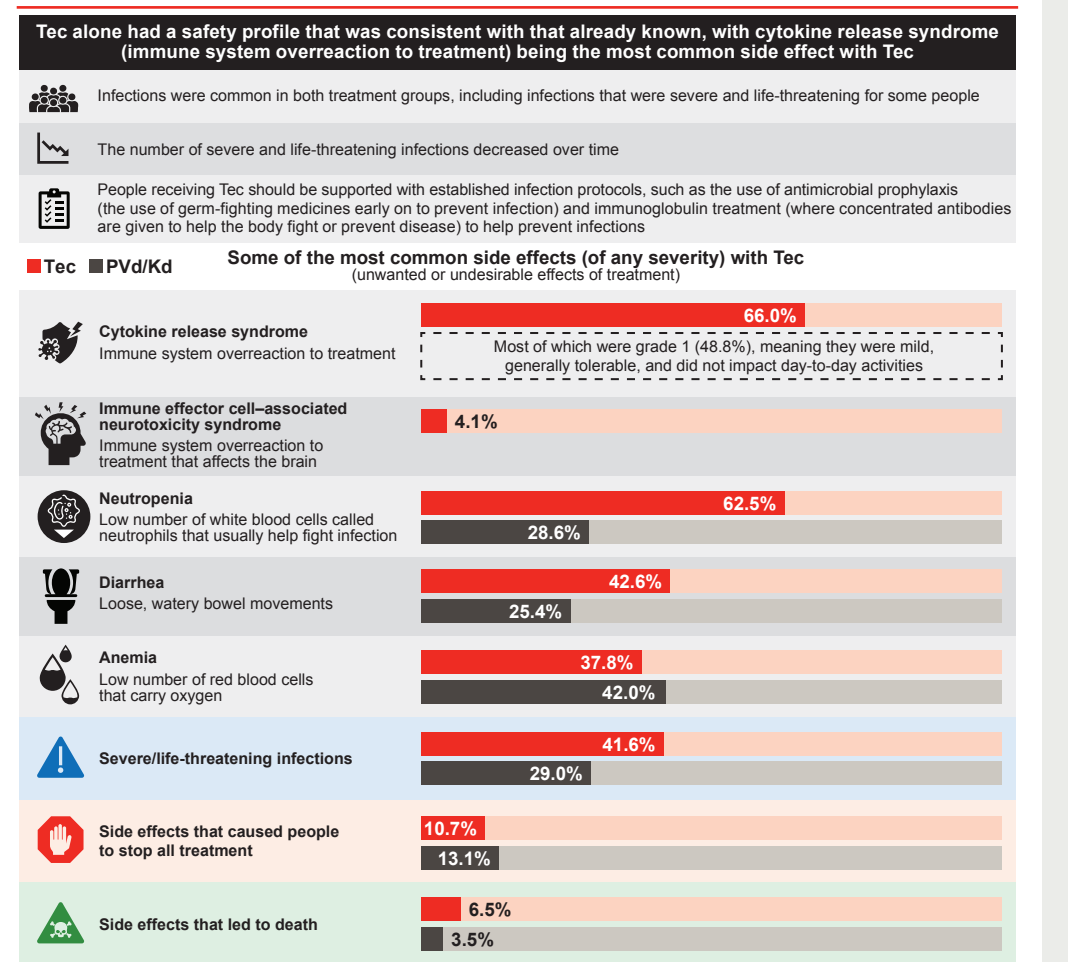 Tec alone had a safety profile that was consistent with that already known, with cytokine release syndrome
(immune system overreaction to treatment) being the most common side effect with Tec
Infections were common in both treatment groups, including infections that were severe and life-threatening for some people
The number of severe and life-threatening infections decreased over time
People receiving Tec should be supported with established infection protocols, such as the use of antimicrobial prophylaxis
(the use of germ-fighting medicines early on to prevent infection) and immunoglobulin treatment (where concentrated antibodies
are given to help the body fight or prevent disease) to help prevent infections
Tec PVd/Kd
Some of the most common side effects (of any severity) with Tec
(unwanted or undesirable effects of treatment)
Cytokine release syndrome
Immune system overreaction to treatment
66.0%
Most of which were grade 1 (48.8%), meaning they were mild,
generally tolerable, and did not impact day-to-day activities
Immune effector cell–associated
neurotoxicity syndrome
Immune system overreaction to
treatment that affects the brain
4.1%
Neutropenia
Low number of white blood cells called
neutrophils that usually help fight infection
62.5%
28.6%
Diarrhea
Loose, watery bowel movements
42.6%
25.4%
Anemia
Low number of red blood cells
that carry oxygen
37.8%
42.0%
Severe/life-threatening infections
41.6%
29.0%
Side effects that caused people
to stop all treatment
10.7%
13.1%
Side effects that led to death
6.5%
3.5%